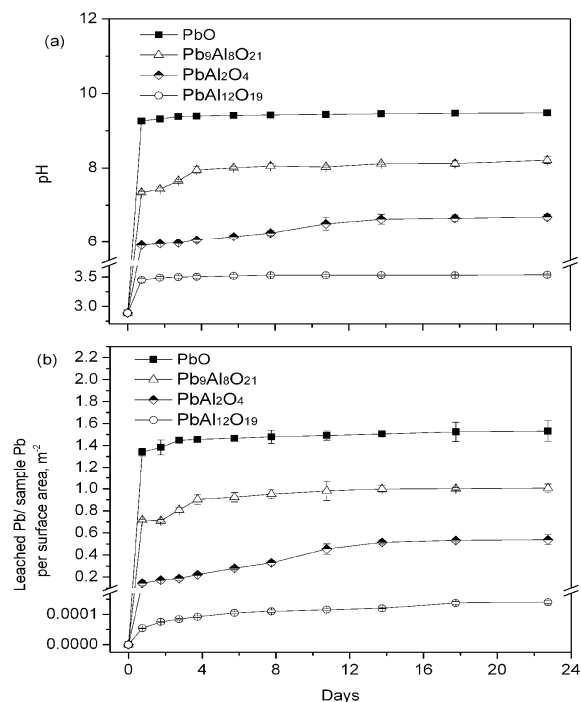 (a)
12
10
8
6
3.5
3.0
pH
PbO
Pb₉Al₈O₂₁
PbAl₂O₄
PbAl₁₂O₁₉
(b)
2.2
2.0
1.8
1.6
1.4
1.2
1.0
0.8
0.6
0.4
0.2
0.0001
0.0000
Leached Pb/ sample Pb
per surface area, m⁻²
PbO
Pb₉Al₈O₂₁
PbAl₂O₄
PbAl₁₂O₁₉
0 4 8 12 16 20 24
Days